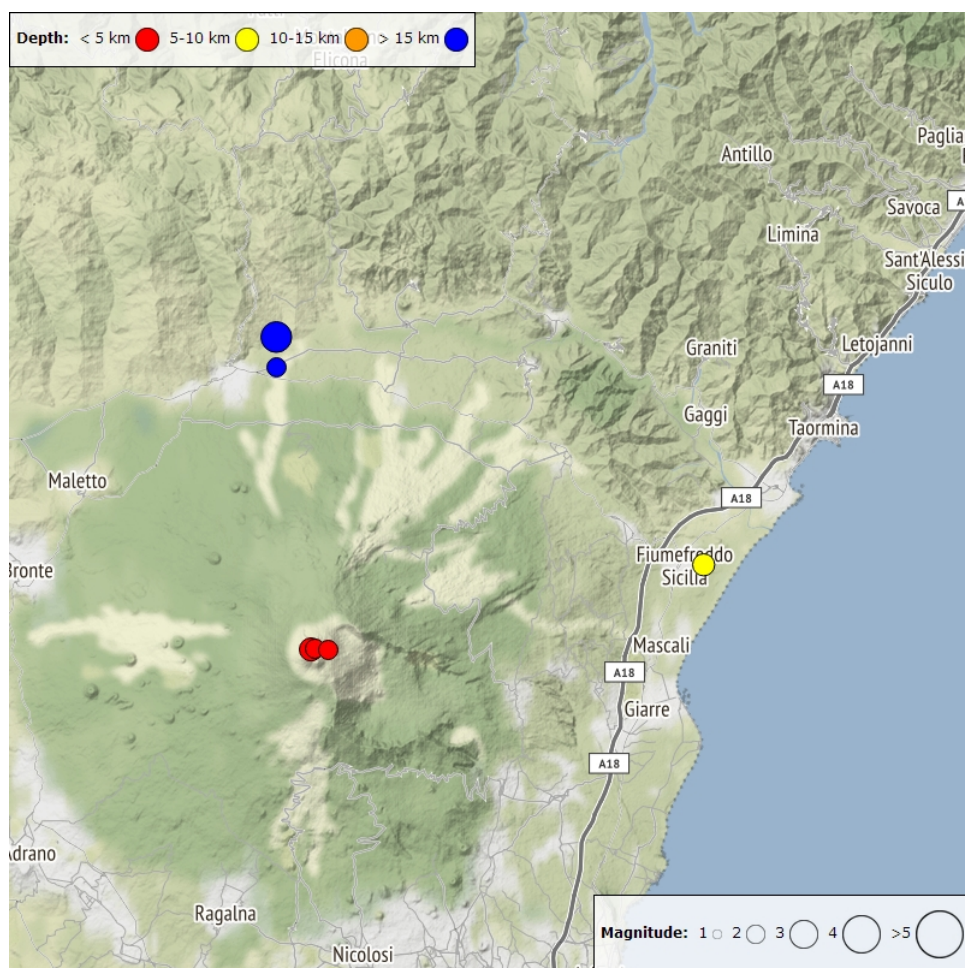 Depth: < 5 km 5-10 km 10-15 km > 15 km
Elicona
Antillo
Savoca
Limina
Sant'Alessi
Siculo
Graniti
Letojanni
A18
Gaggi
Taormina
Maletto
A18
Fiumefreddo
Sicilia
Bronte
Mascali
A18
Giarre
A18
Adrano
Ragalna
Nicolosi
Magnitude: 1 2 3 4 >5